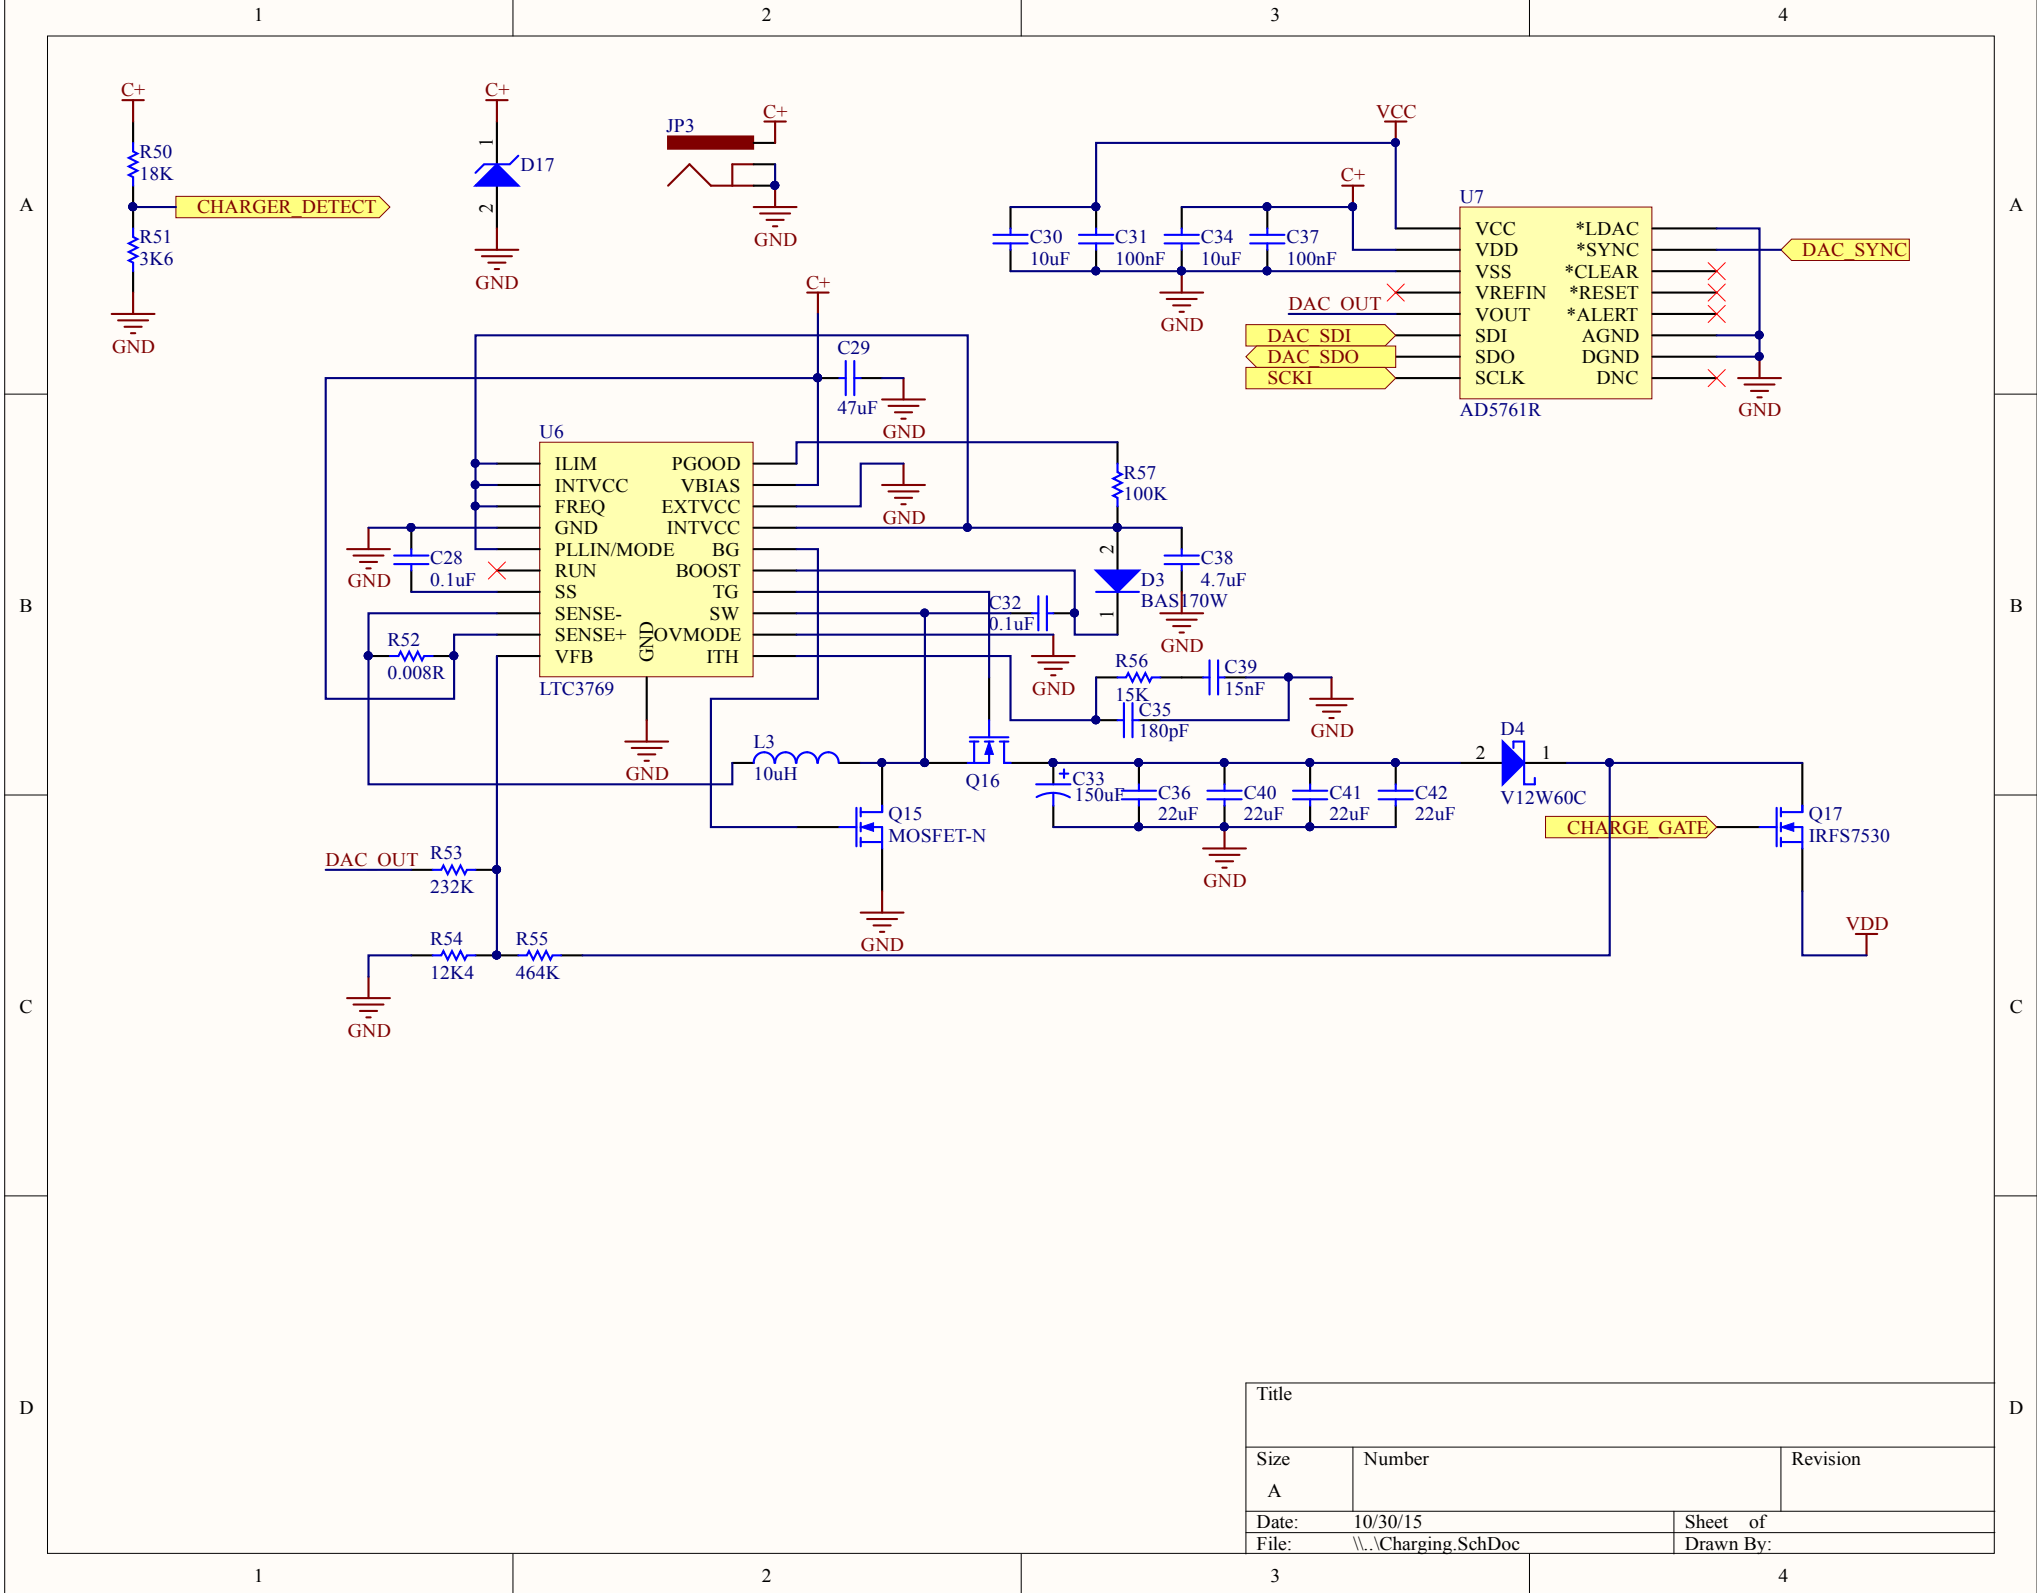 1 2 3 4
A A
B B
C C
D D
1 2 3 4
C+
R50
18K
CHARGER_DETECT
R51
3K6
GND
C+
1
D17
2
GND
JP3
C+
GND
VCC
C+
C30
10uF
C31
100nF
C34
10uF
C37
100nF
GND
DAC_OUT
DAC_SDI
DAC_SDO
SCKI
U7
VCC *LDAC
VDD *SYNC
VSS *CLEAR
VREFIN *RESET
VOUT *ALERT
SDI AGND
SDO DGND
SCLK DNC
AD5761R
DAC_SYNC
GND
C+
C29
47uF
GND
U6
ILIM PGOOD
INTVCC VBIAS
FREQ EXTVCC
GND INTVCC
PLLIN/MODE BG
RUN BOOST
SS TG
SENSE- SW
SENSE+ OVMODE
VFB ITH
GND
LTC3769
GND
GND
C28
0.1uF
R52
0.008R
GND
R57
100K
2
D3
BAS170W
1
C38
4.7uF
GND
C32
0.1uF
GND
R56
15K
C39
15nF
C35
180pF
GND
L3
10uH
Q16
Q15
MOSFET-N
GND
+
C33
150uF
C36
22uF
C40
22uF
C41
22uF
C42
22uF
GND
D4
2 1
V12W60C
CHARGE_GATE
Q17
IRFS7530
VDD
DAC_OUT
R53
232K
R54
12K4
R55
464K
GND
Title
Size Number Revision
A
Date: 10/30/15 Sheet of
File: \\..\Charging.SchDoc Drawn By: